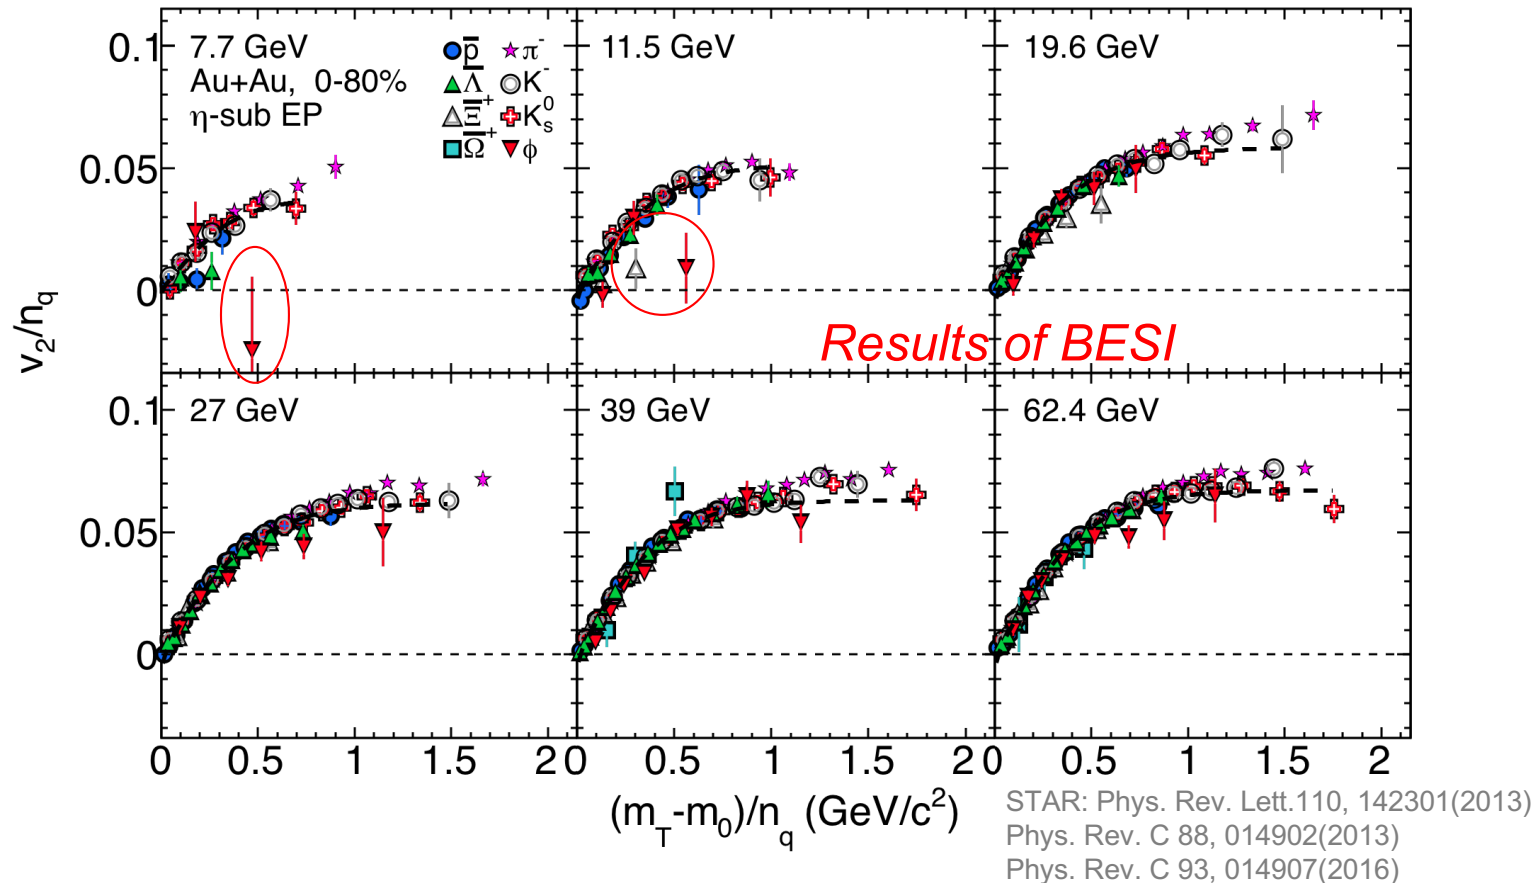 0.1
7.7 GeV
Au+Au, 0-80%
η-sub EP
p̅ π⁻
Λ̅ K⁻
Ξ̅⁺ K⁰ₛ
Ω̅⁺ ϕ
11.5 GeV
19.6 GeV
0.05
0
v₂/n_q
Results of BESI
0.1
27 GeV
39 GeV
62.4 GeV
0.05
0
0 0.5 1 1.5 2 0 0.5 1 1.5 2 0 0.5 1 1.5 2
(m_T-m₀)/n_q (GeV/c²)
STAR: Phys. Rev. Lett.110, 142301(2013)
Phys. Rev. C 88, 014902(2013)
Phys. Rev. C 93, 014907(2016)